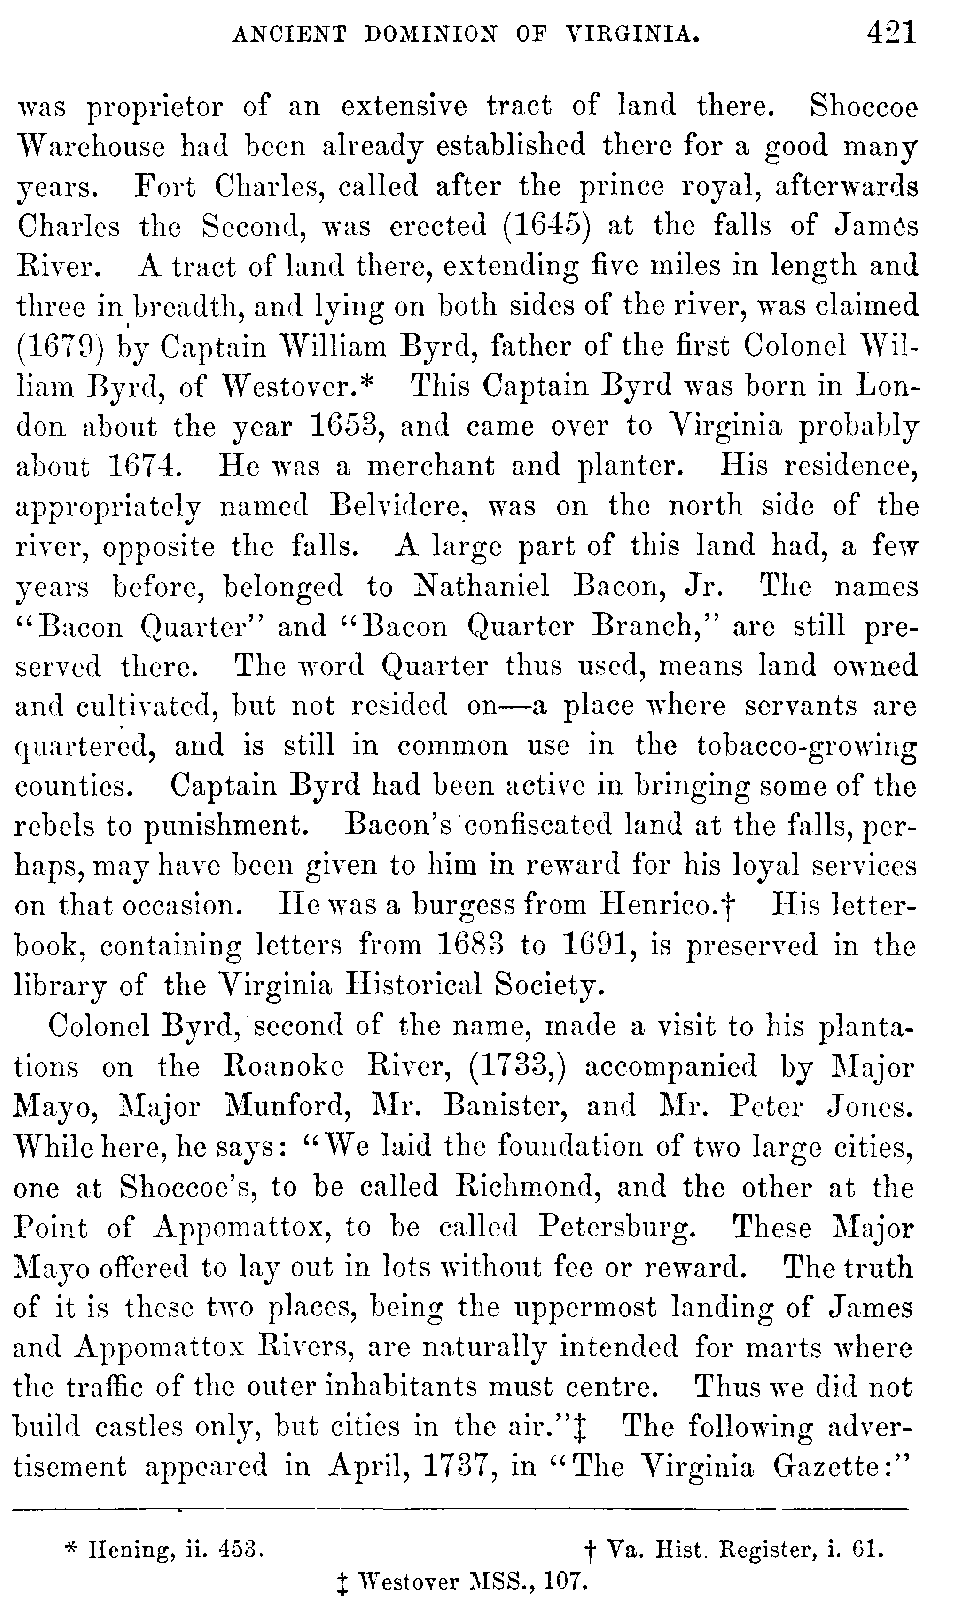 ANCIENT DOMINION OF VIRGINIA. 421
was proprietor of an extensive tract of land there. Shoccoe
Warehouse had been already established there for a good many
years. Fort Charles, called after the prince royal, afterwards
Charles the Second, was erected (1645) at the falls of James
River. A tract of land there, extending five miles in length and
three in breadth, and lying on both sides of the river, was claimed
(1679) by Captain William Byrd, father of the first Colonel Wil-
liam Byrd, of Westover.* This Captain Byrd was born in Lon-
don about the year 1653, and came over to Virginia probably
about 1674. He was a merchant and planter. His residence,
appropriately named Belvidere, was on the north side of the
river, opposite the falls. A large part of this land had, a few
years before, belonged to Nathaniel Bacon, Jr. The names
“Bacon Quarter” and “Bacon Quarter Branch,” are still pre-
served there. The word Quarter thus used, means land owned
and cultivated, but not resided on—a place where servants are
quartered, and is still in common use in the tobacco-growing
counties. Captain Byrd had been active in bringing some of the
rebels to punishment. Bacon's confiscated land at the falls, per-
haps, may have been given to him in reward for his loyal services
on that occasion. He was a burgess from Henrico.† His letter-
book, containing letters from 1683 to 1691, is preserved in the
library of the Virginia Historical Society.
Colonel Byrd, second of the name, made a visit to his planta-
tions on the Roanoke River, (1733,) accompanied by Major
Mayo, Major Munford, Mr. Banister, and Mr. Peter Jones.
While here, he says: “We laid the foundation of two large cities,
one at Shoccoe's, to be called Richmond, and the other at the
Point of Appomattox, to be called Petersburg. These Major
Mayo offered to lay out in lots without fee or reward. The truth
of it is these two places, being the uppermost landing of James
and Appomattox Rivers, are naturally intended for marts where
the traffic of the outer inhabitants must centre. Thus we did not
build castles only, but cities in the air.”‡ The following adver-
tisement appeared in April, 1737, in “The Virginia Gazette:”
* Hening, ii. 453. † Va. Hist. Register, i. 61.
‡ Westover MSS., 107.